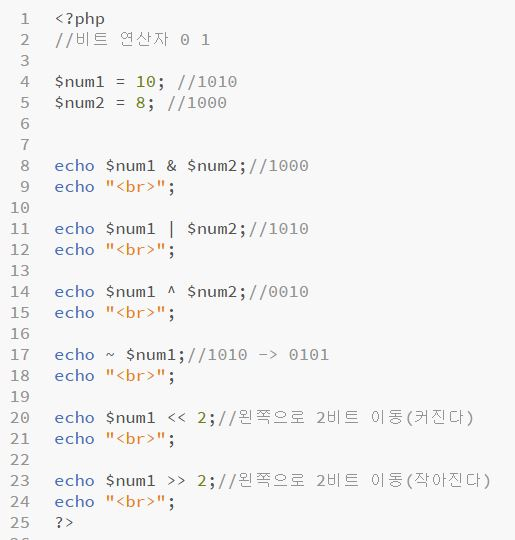 1 <?php
2 //비트 연산자 0 1
3
4 $num1 = 10; //1010
5 $num2 = 8; //1000
6
7
8 echo $num1 & $num2;//1000
9 echo "<br>";
10
11 echo $num1 | $num2;//1010
12 echo "<br>";
13
14 echo $num1 ^ $num2;//0010
15 echo "<br>";
16
17 echo ~ $num1;//1010 -> 0101
18 echo "<br>";
19
20 echo $num1 << 2;//왼쪽으로 2비트 이동(커진다)
21 echo "<br>";
22
23 echo $num1 >> 2;//왼쪽으로 2비트 이동(작아진다)
24 echo "<br>";
25 ?>